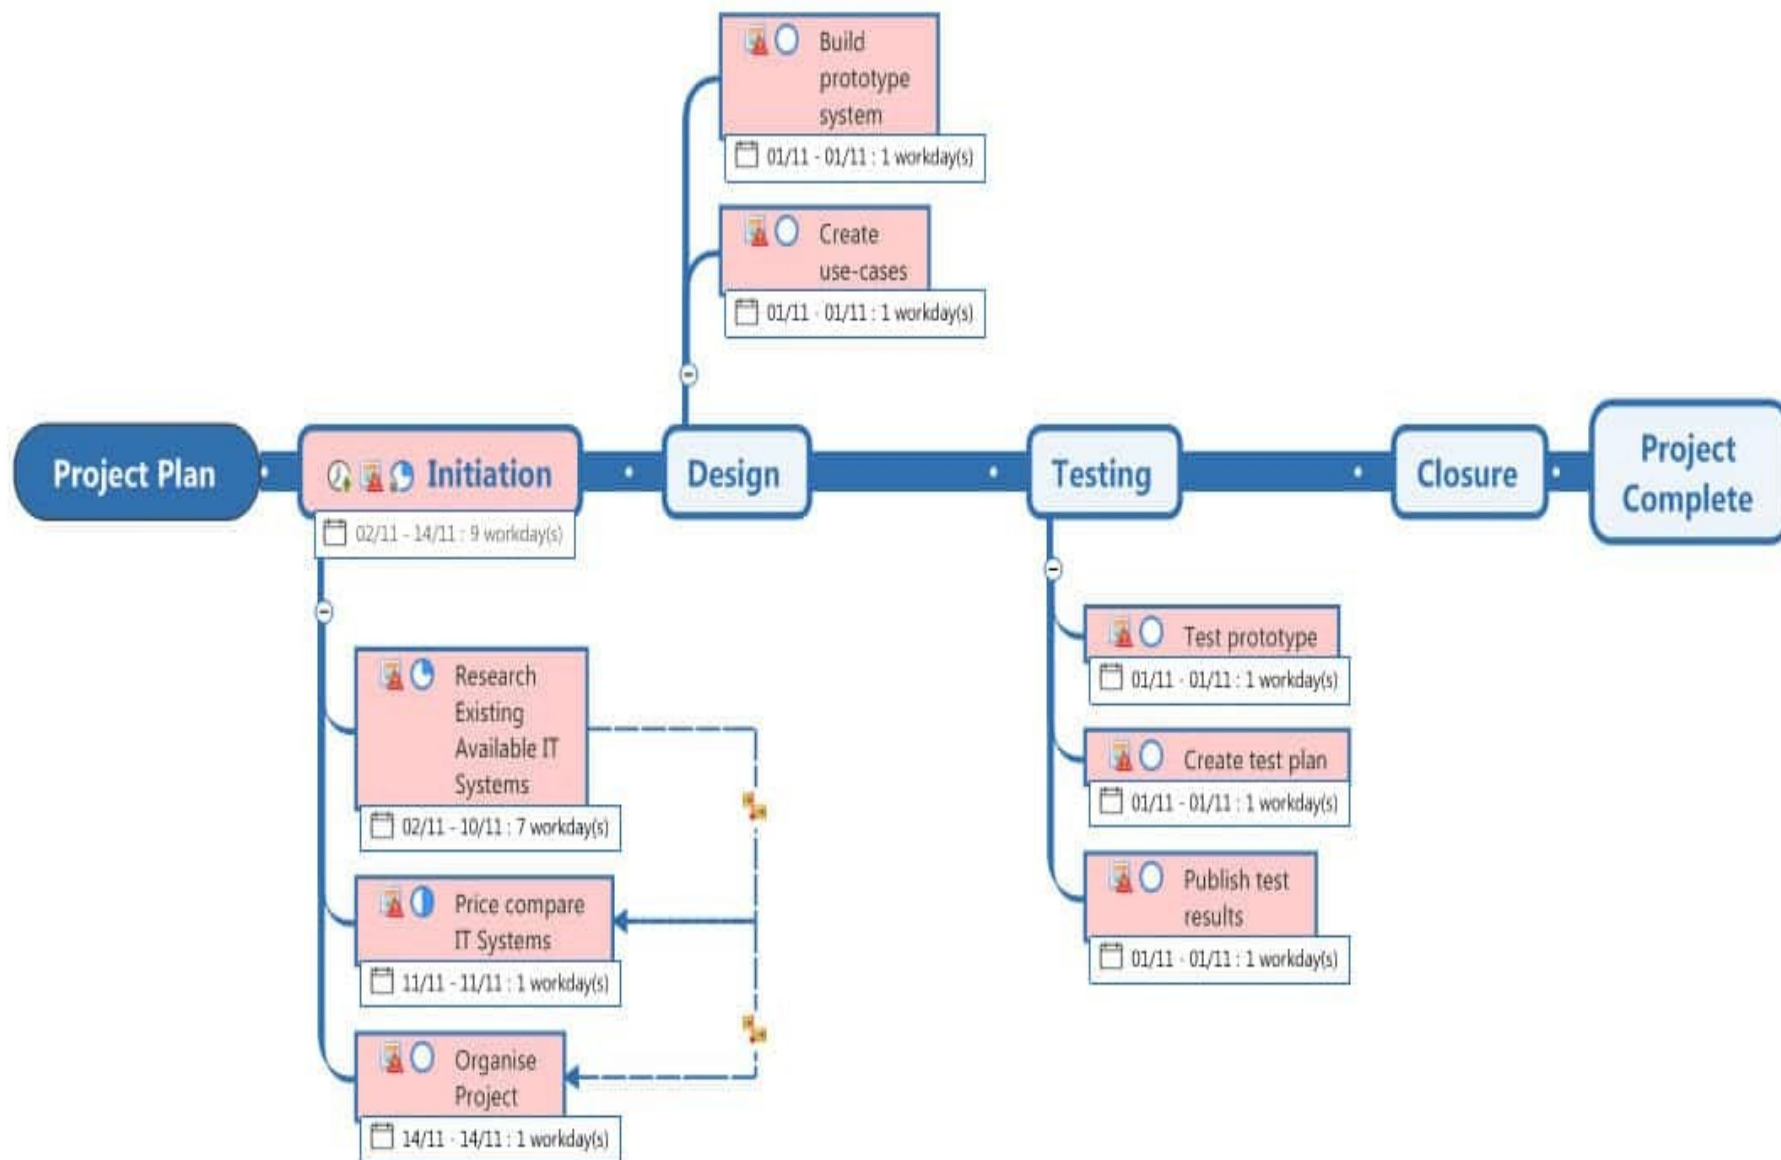 Build
prototype
system
01/11 - 01/11 : 1 workday(s)
Create
use-cases
01/11 - 01/11 : 1 workday(s)
Project Plan
Initiation
02/11 - 14/11 : 9 workday(s)
Design
Testing
Closure
Project
Complete
Research
Existing
Available IT
Systems
02/11 - 10/11 : 7 workday(s)
Price compare
IT Systems
11/11 - 11/11 : 1 workday(s)
Organise
Project
14/11 - 14/11 : 1 workday(s)
Test prototype
01/11 - 01/11 : 1 workday(s)
Create test plan
01/11 - 01/11 : 1 workday(s)
Publish test
results
01/11 - 01/11 : 1 workday(s)